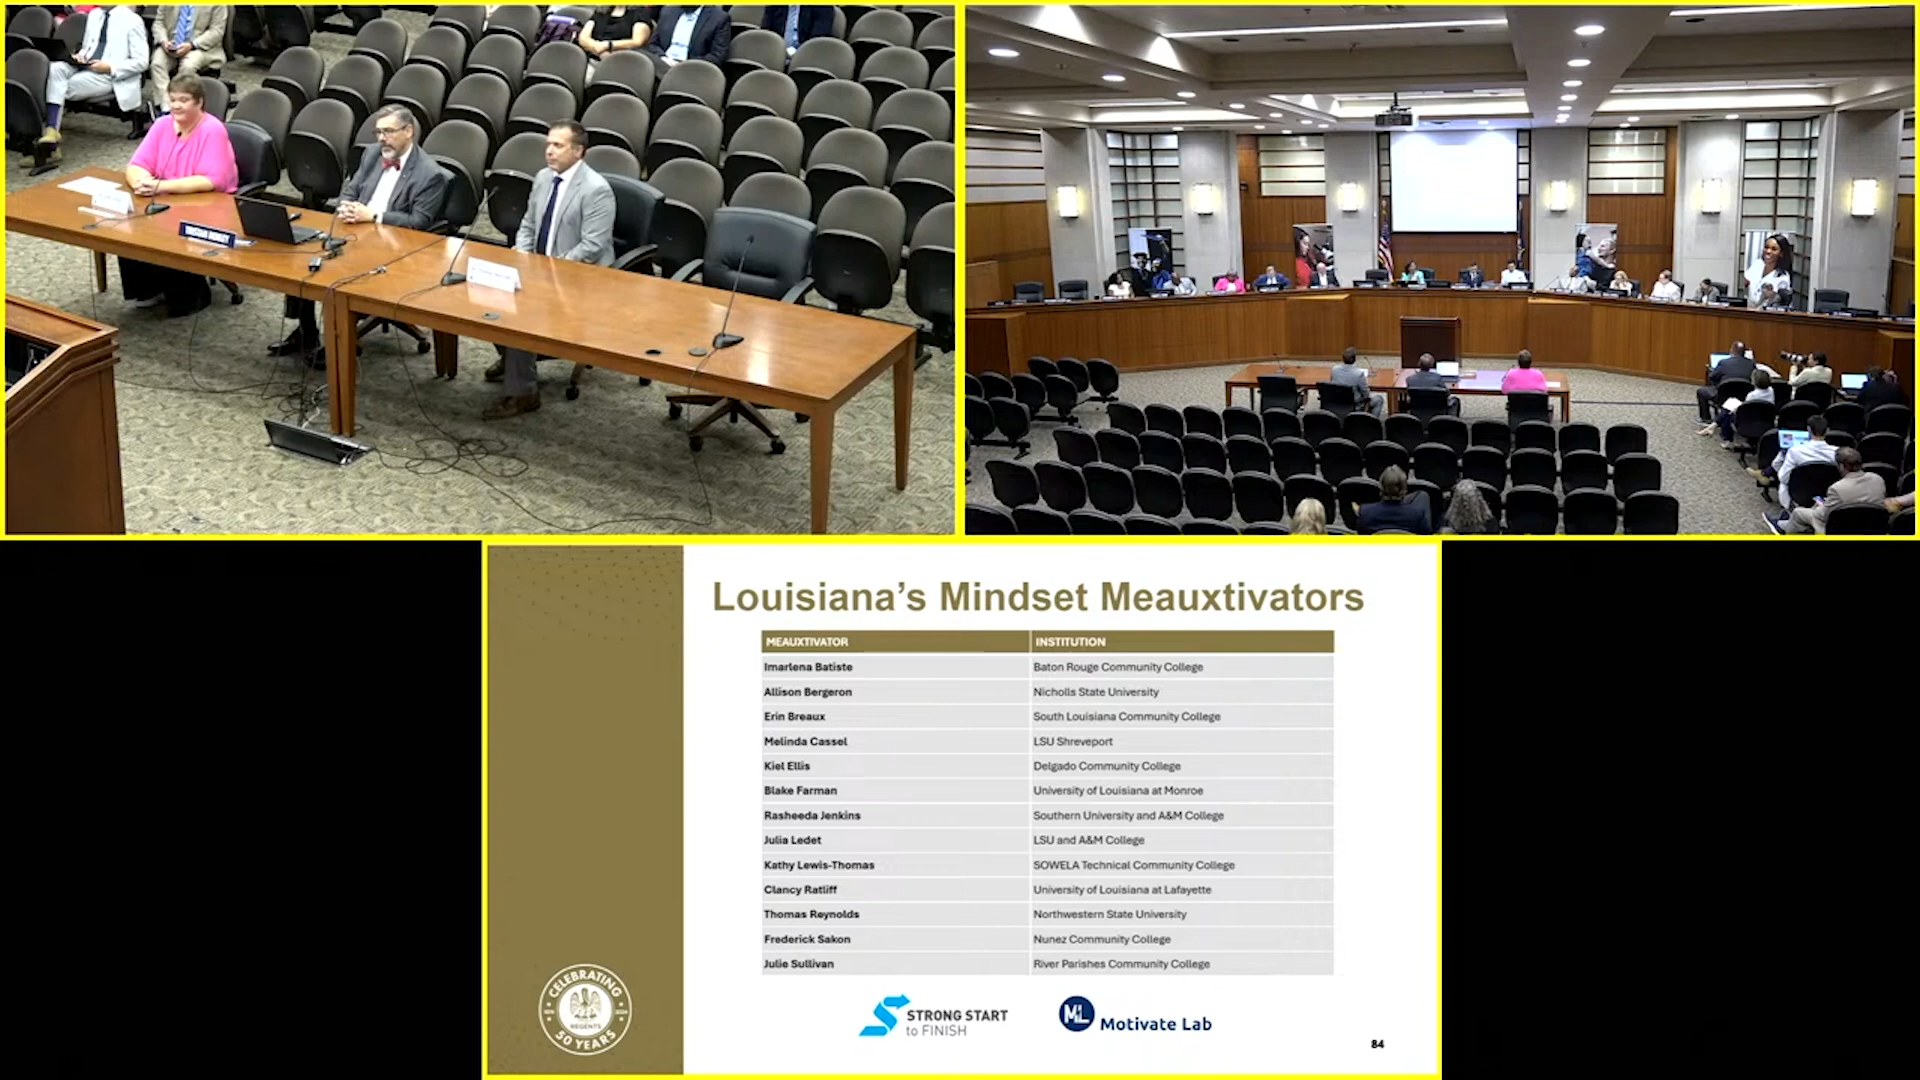 Louisiana’s Mindset Meauxtivators
MEAUXTIVATOR INSTITUTION
Imarlena Batiste Baton Rouge Community College
Allison Bergeron Nicholls State University
Erin Breaux South Louisiana Community College
Melinda Cassel LSU Shreveport
Kiel Ellis Delgado Community College
Blake Farman University of Louisiana at Monroe
Rasheeda Jenkins Southern University and A&M College
Julia Ledet LSU and A&M College
Kathy Lewis-Thomas SOWELA Technical Community College
Clancy Ratliff University of Louisiana at Lafayette
Thomas Reynolds Northwestern State University
Frederick Sakon Nunez Community College
Julie Sullivan River Parishes Community College
CELEBRATING
REGENTS
50 YEARS
STRONG START
to FINISH
ML Motivate Lab
84